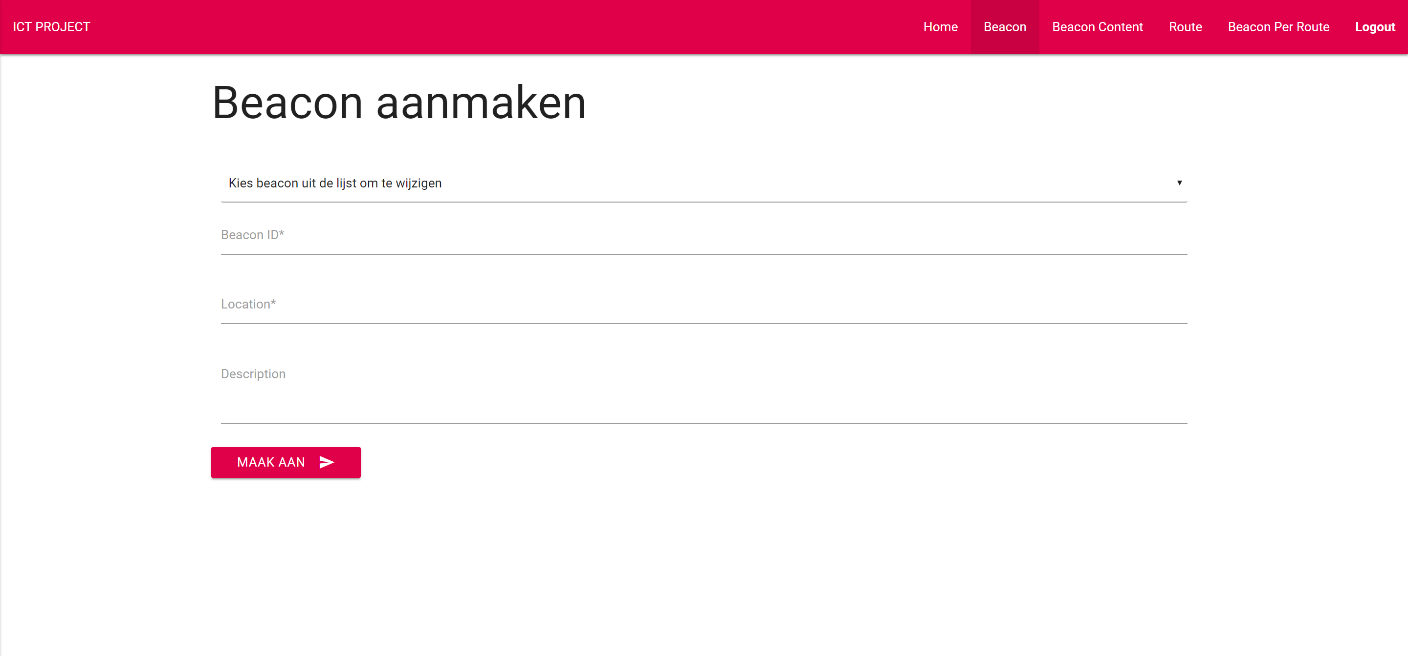 ICT PROJECT
Home Beacon Beacon Content Route Beacon Per Route Logout
Beacon aanmaken
Kies beacon uit de lijst om te wijzigen
Beacon ID*
Location*
Description
MAAK AAN